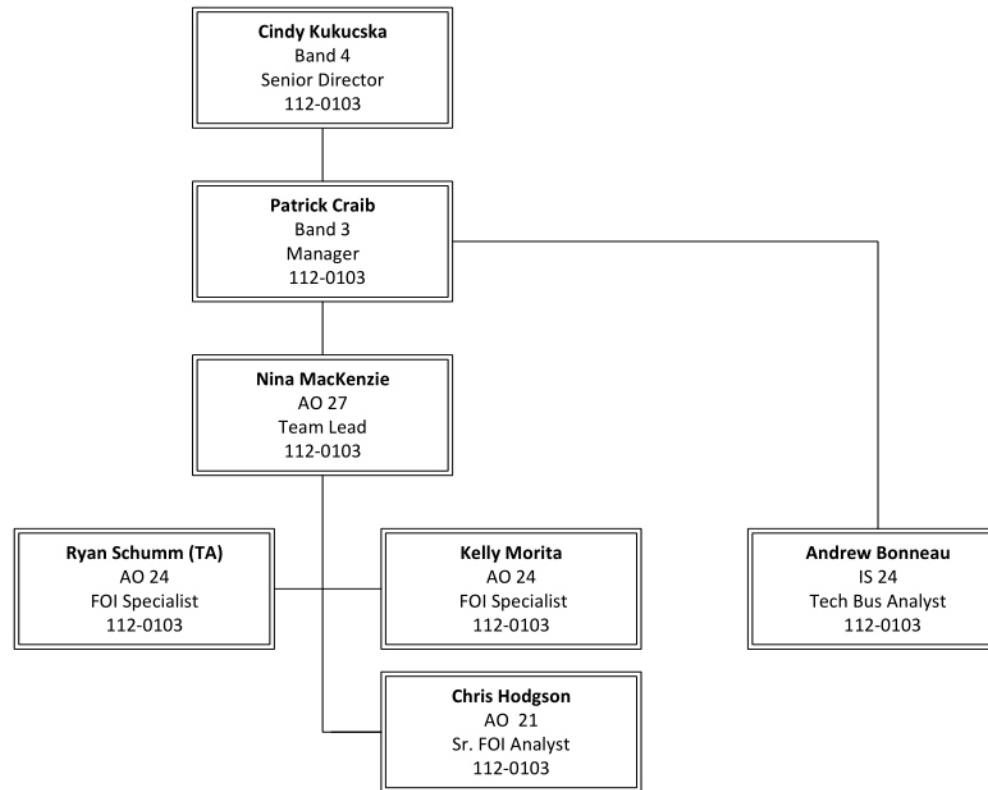 Cindy Kukucska
Band 4
Senior Director
112-0103
Patrick Craib
Band 3
Manager
112-0103
Nina MacKenzie
AO 27
Team Lead
112-0103
Ryan Schumm (TA)
AO 24
FOI Specialist
112-0103
Kelly Morita
AO 24
FOI Specialist
112-0103
Andrew Bonneau
IS 24
Tech Bus Analyst
112-0103
Chris Hodgson
AO  21
Sr. FOI Analyst
112-0103